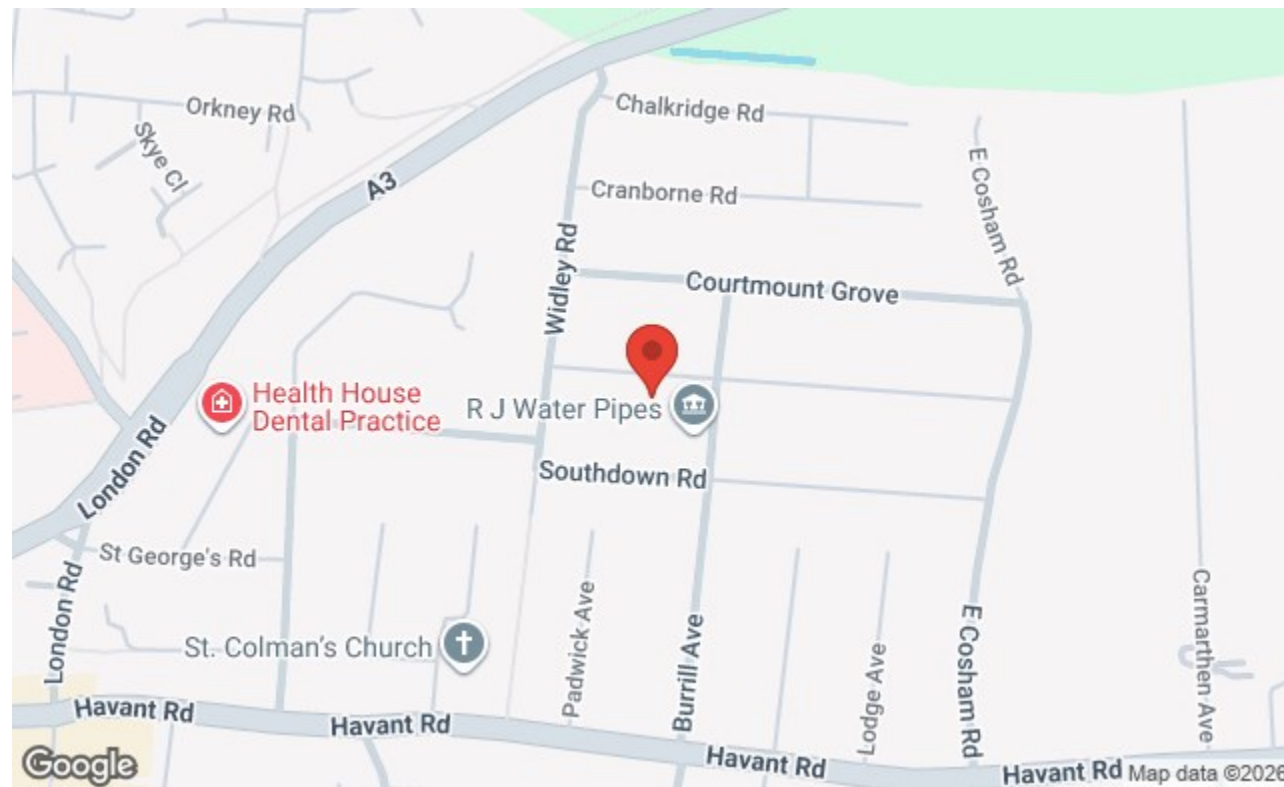 Orkney Rd
Chalkridge Rd
Skye Cl
A3
E Cosham Rd
Cranborne Rd
Widley Rd
Courtmount Grove
Health House
Dental Practice
R J Water Pipes
London Rd
Southdown Rd
St George's Rd
London Rd
Padwick Ave
Burrill Ave
Lodge Ave
E Cosham Rd
Carmarthen Ave
St. Colman's Church
Havant Rd
Havant Rd
Havant Rd
Havant Rd
Google
Map data ©2026